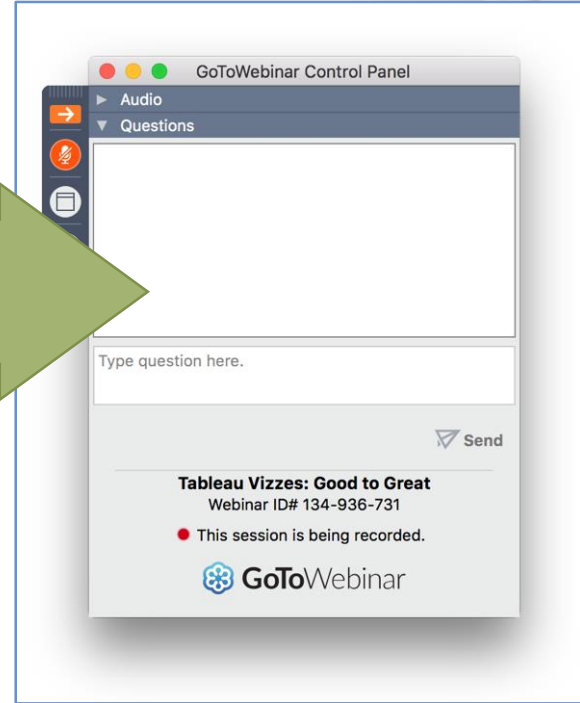 GoToWebinar Control Panel
Audio
Questions
Type question here.
Send
Tableau Vizzes: Good to Great
Webinar ID# 134-936-731
This session is being recorded.
GoToWebinar